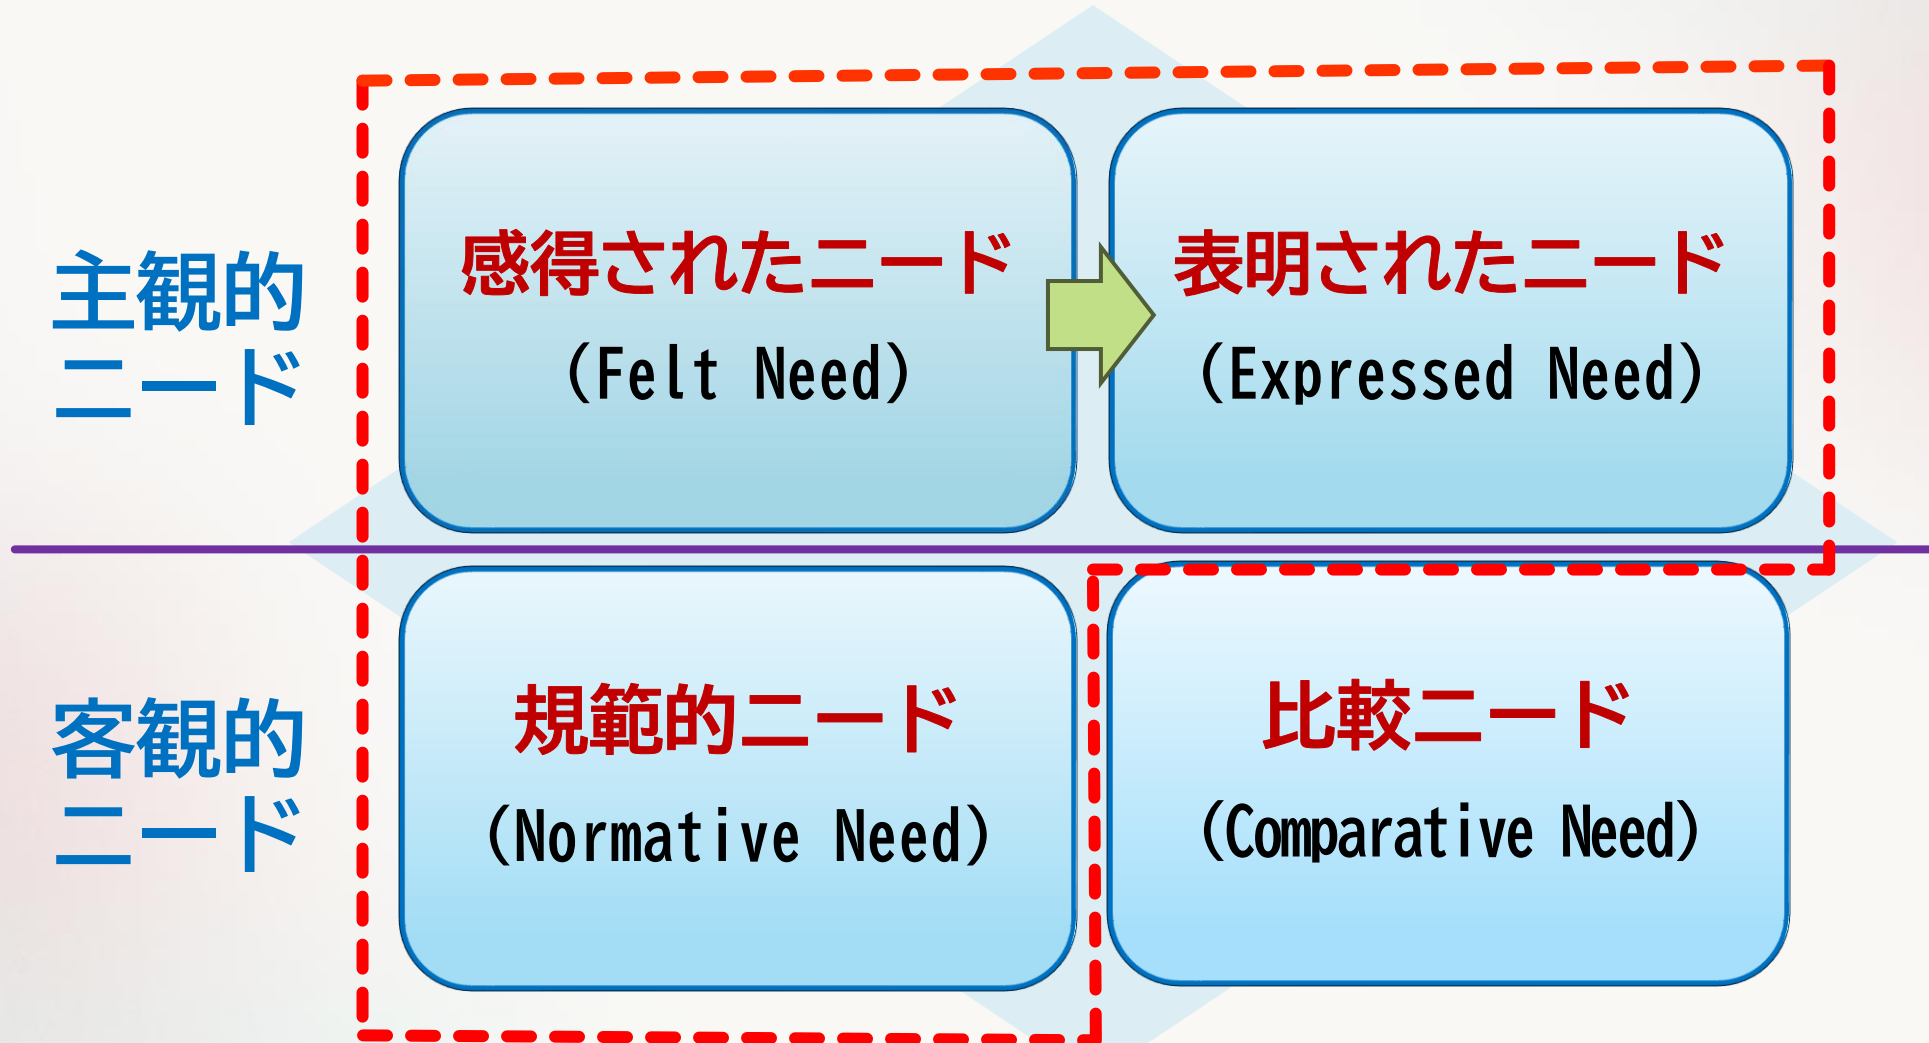 主観的
ニード
感得されたニード
(Felt Need)
表明されたニード
(Expressed Need)
客観的
ニード
規範的ニード
(Normative Need)
比較ニード
(Comparative Need)